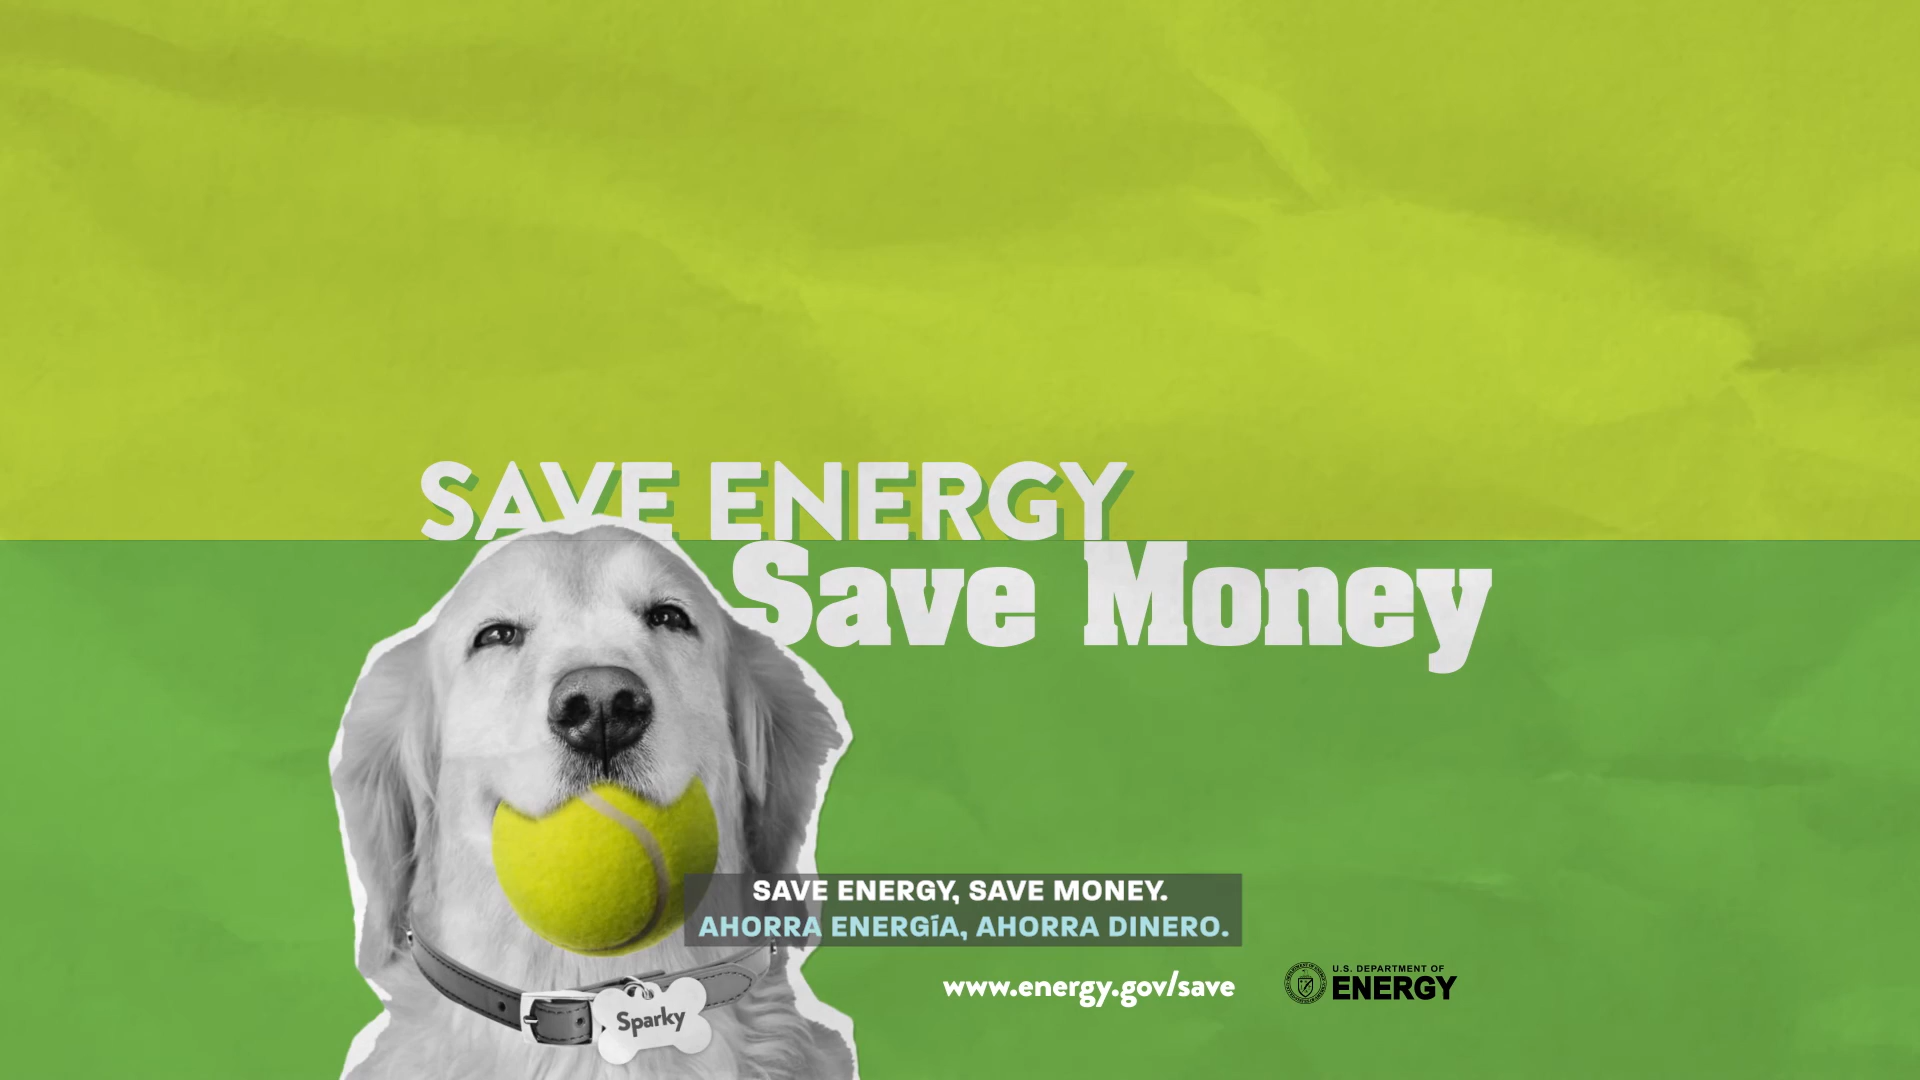 SAVE ENERGY
Save Money
SAVE ENERGY, SAVE MONEY.
AHORRA ENERGíA, AHORRA DINERO.
www.energy.gov/save
U.S. DEPARTMENT OF
ENERGY
Sparky